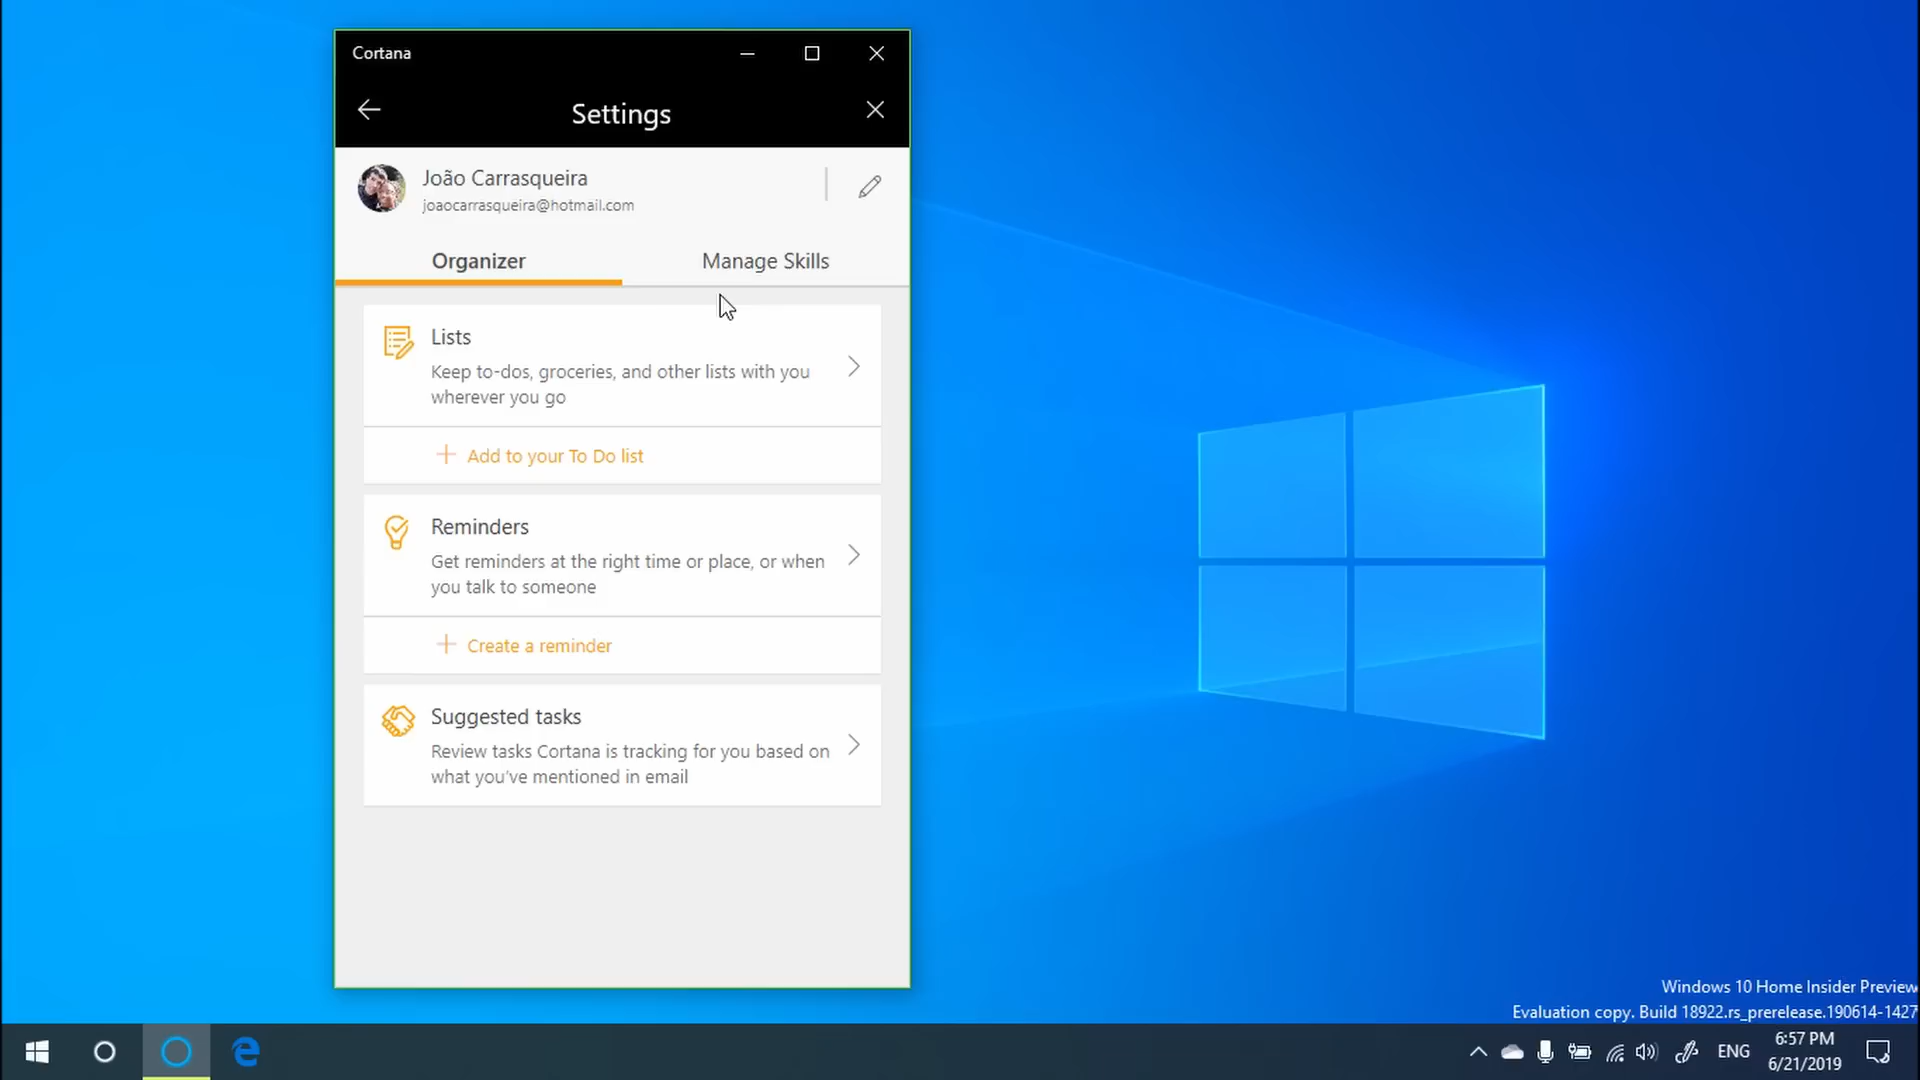 Cortana
Settings
João Carrasqueira
joaocarrasqueira@hotmail.com
Organizer
Manage Skills
Lists
Keep to-dos, groceries, and other lists with you
wherever you go
+ Add to your To Do list
Reminders
Get reminders at the right time or place, or when
you talk to someone
+ Create a reminder
Suggested tasks
Review tasks Cortana is tracking for you based on
what you've mentioned in email
Windows 10 Home Insider Preview
Evaluation copy. Build 18922.rs_prerelease.190614-1427
ENG
6:57 PM
6/21/2019